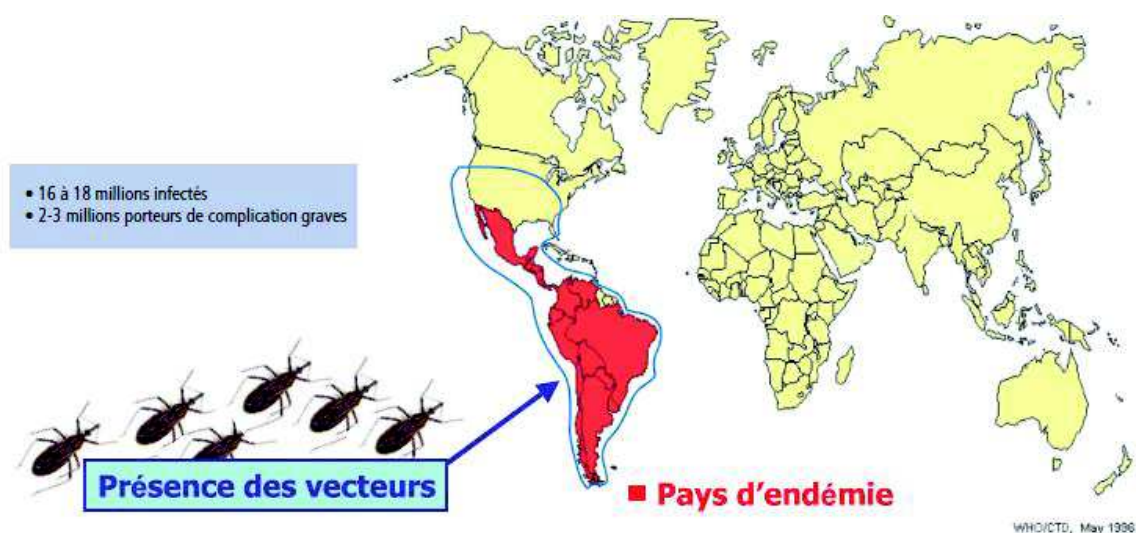 • 16 à 18 millions infectés
• 2-3 millions porteurs de complication graves
Présence des vecteurs
Pays d'endémie
WHO/CTD, May 1996